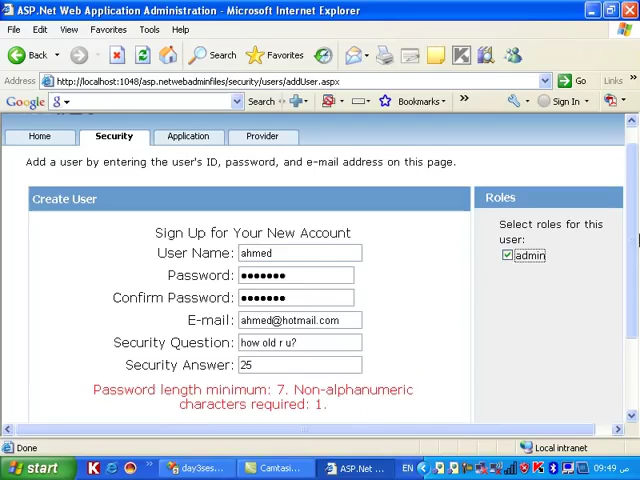 ASP.Net Web Application Administration - Microsoft Internet Explorer
File Edit View Favorites Tools Help
Back Search Favorites
Address http://localhost:1048/asp.netwebadminfiles/security/users/addUser.aspx Go Links »
Google Search Bookmarks » Sign In
Home Security Application Provider
Add a user by entering the user's ID, password, and e-mail address on this page.
Create User
Sign Up for Your New Account
User Name: ahmed
Password: ●●●●●●●
Confirm Password: ●●●●●●●
E-mail: ahmed@hotmail.com
Security Question: how old r u?
Security Answer: 25
Password length minimum: 7. Non-alphanumeric
characters required: 1.
Roles
Select roles for this
user:
admin
Done Local intranet
start » day3ses... Camtasi... ASP.Net ... EN 09:49 ص